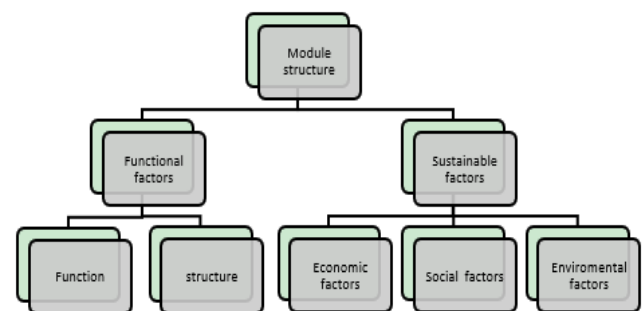 Module
structure
Functional
factors
Sustainable
factors
Function
structure
Economic
factors
Social factors
Enviromental
factors